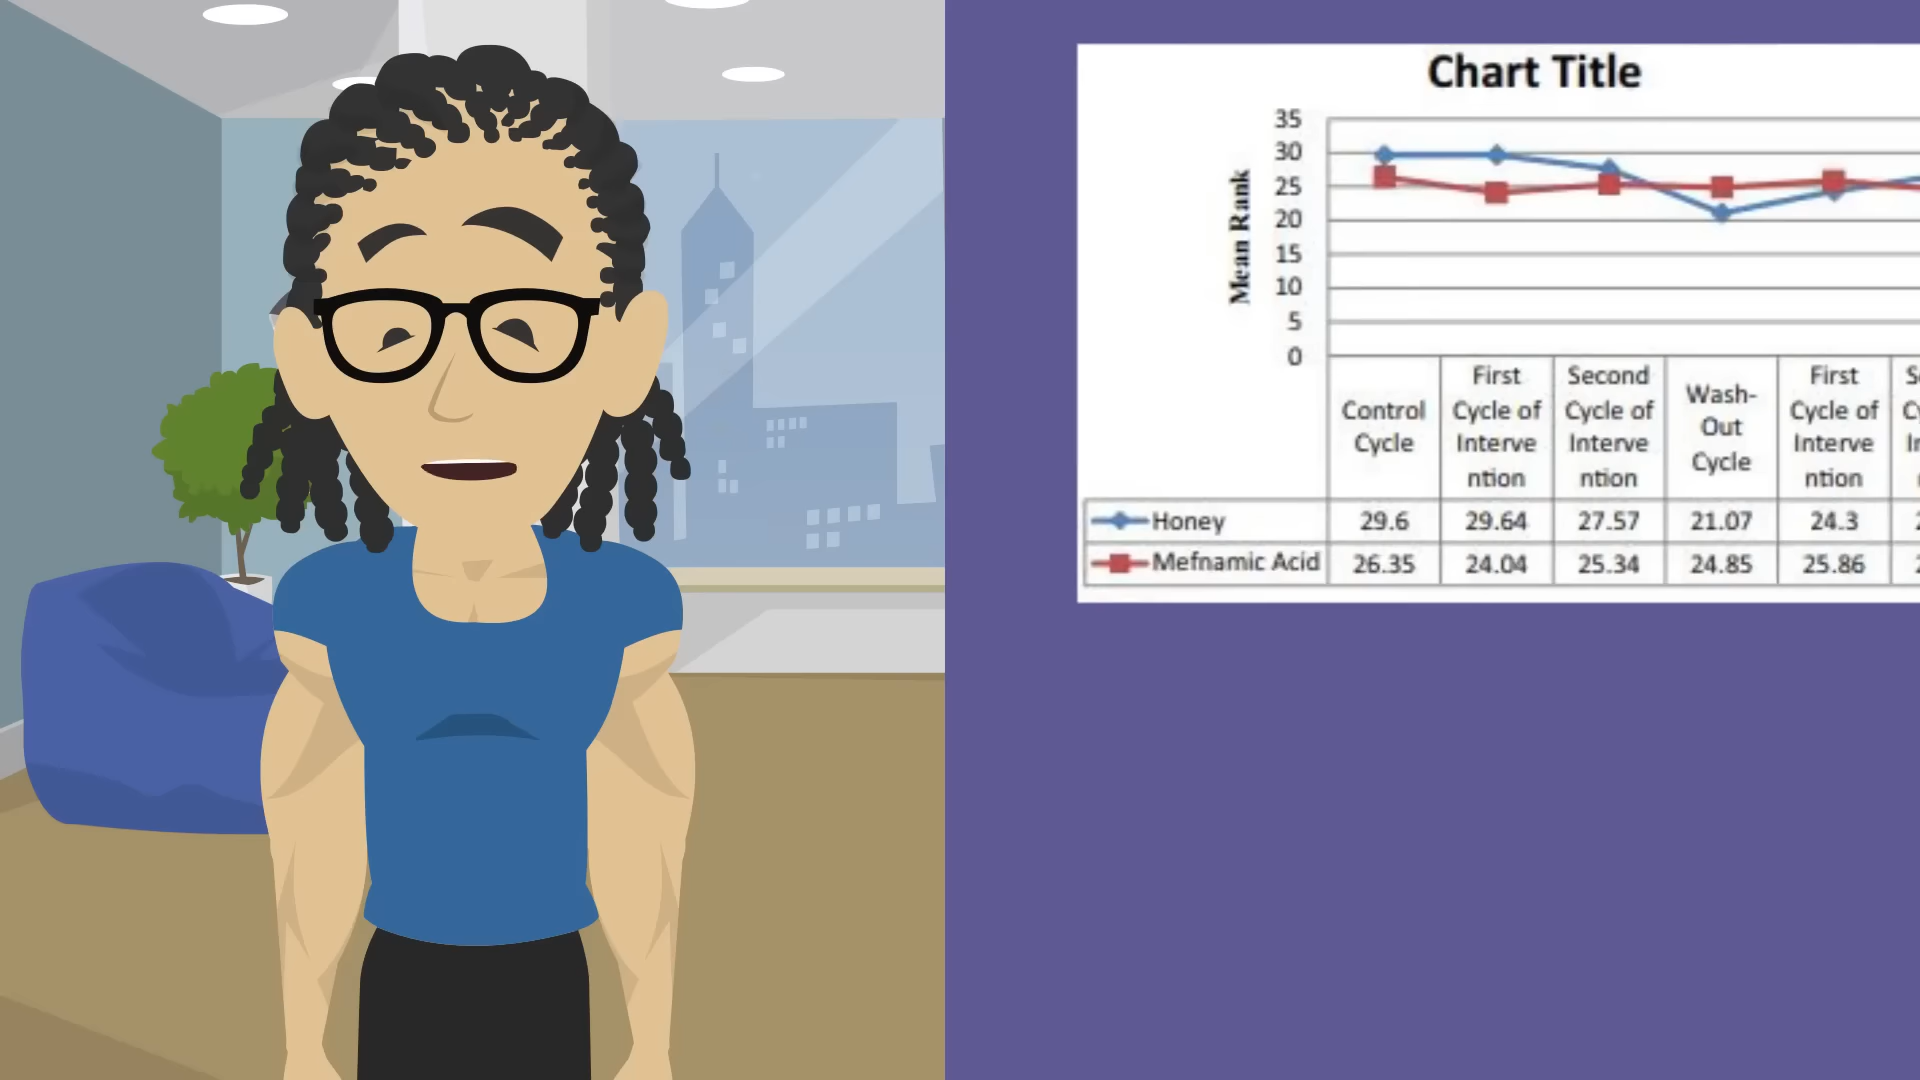 Chart Title
Mean Rank
35
30
25
20
15
10
5
0
Control Cycle
First Cycle of Interve ntion
Second Cycle of Interve ntion
Wash-Out Cycle
First Cycle of Interve ntion
Honey 29.6 29.64 27.57 21.07 24.3
Mefnamic Acid 26.35 24.04 25.34 24.85 25.86